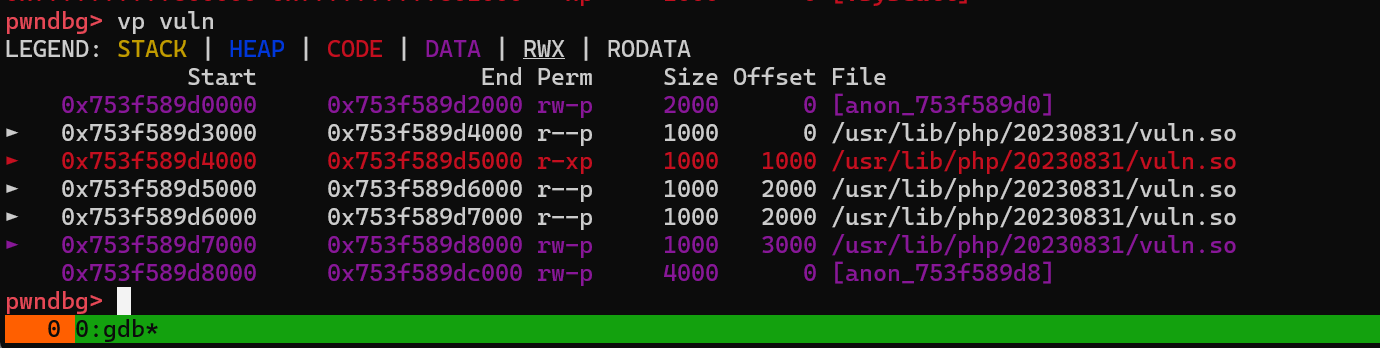 pwndbg> vp vuln
LEGEND: STACK | HEAP | CODE | DATA | RWX | RODATA
Start End Perm Size Offset File
0x753f589d0000 0x753f589d2000 rw-p 2000 0 [anon_753f589d0]
► 0x753f589d3000 0x753f589d4000 r--p 1000 0 /usr/lib/php/20230831/vuln.so
► 0x753f589d4000 0x753f589d5000 r-xp 1000 1000 /usr/lib/php/20230831/vuln.so
► 0x753f589d5000 0x753f589d6000 r--p 1000 2000 /usr/lib/php/20230831/vuln.so
► 0x753f589d6000 0x753f589d7000 r--p 1000 2000 /usr/lib/php/20230831/vuln.so
► 0x753f589d7000 0x753f589d8000 rw-p 1000 3000 /usr/lib/php/20230831/vuln.so
0x753f589d8000 0x753f589dc000 rw-p 4000 0 [anon_753f589d8]
pwndbg>
0 0:gdb*